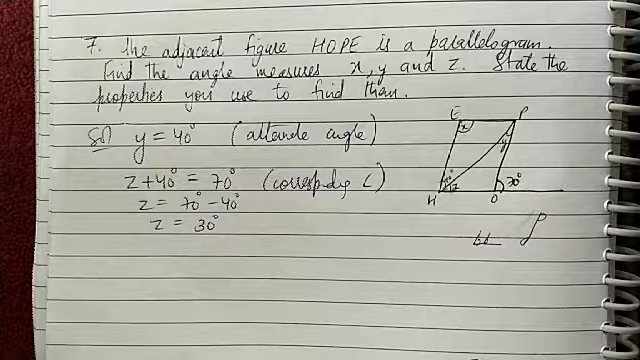 7. The adjacent figure HOPE is a parallelogram.
Find the angle measures x, y and z. State the
properties you use to find them.
Sol y = 40° (alternate angle)
z+40° = 70° (corresponding ∠)
z = 70° - 40°
z = 30°
E P
x y
40° z 70°
H O